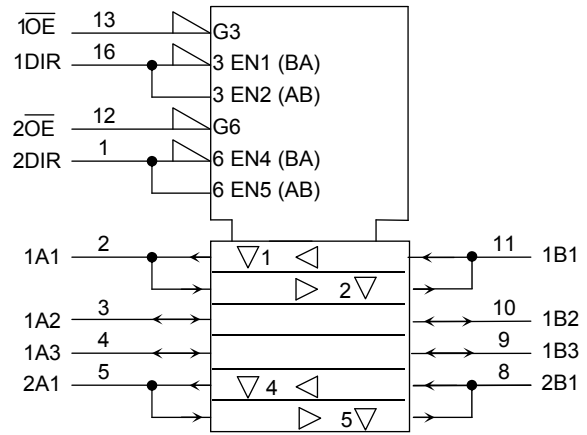 1OE 13 G3
1DIR 16 3 EN1 (BA)
3 EN2 (AB)
2OE 12 G6
2DIR 1 6 EN4 (BA)
6 EN5 (AB)
1A1 2 1 11 1B1
2
1A2 3 10 1B2
1A3 4 9 1B3
2A1 5 4 8 2B1
5